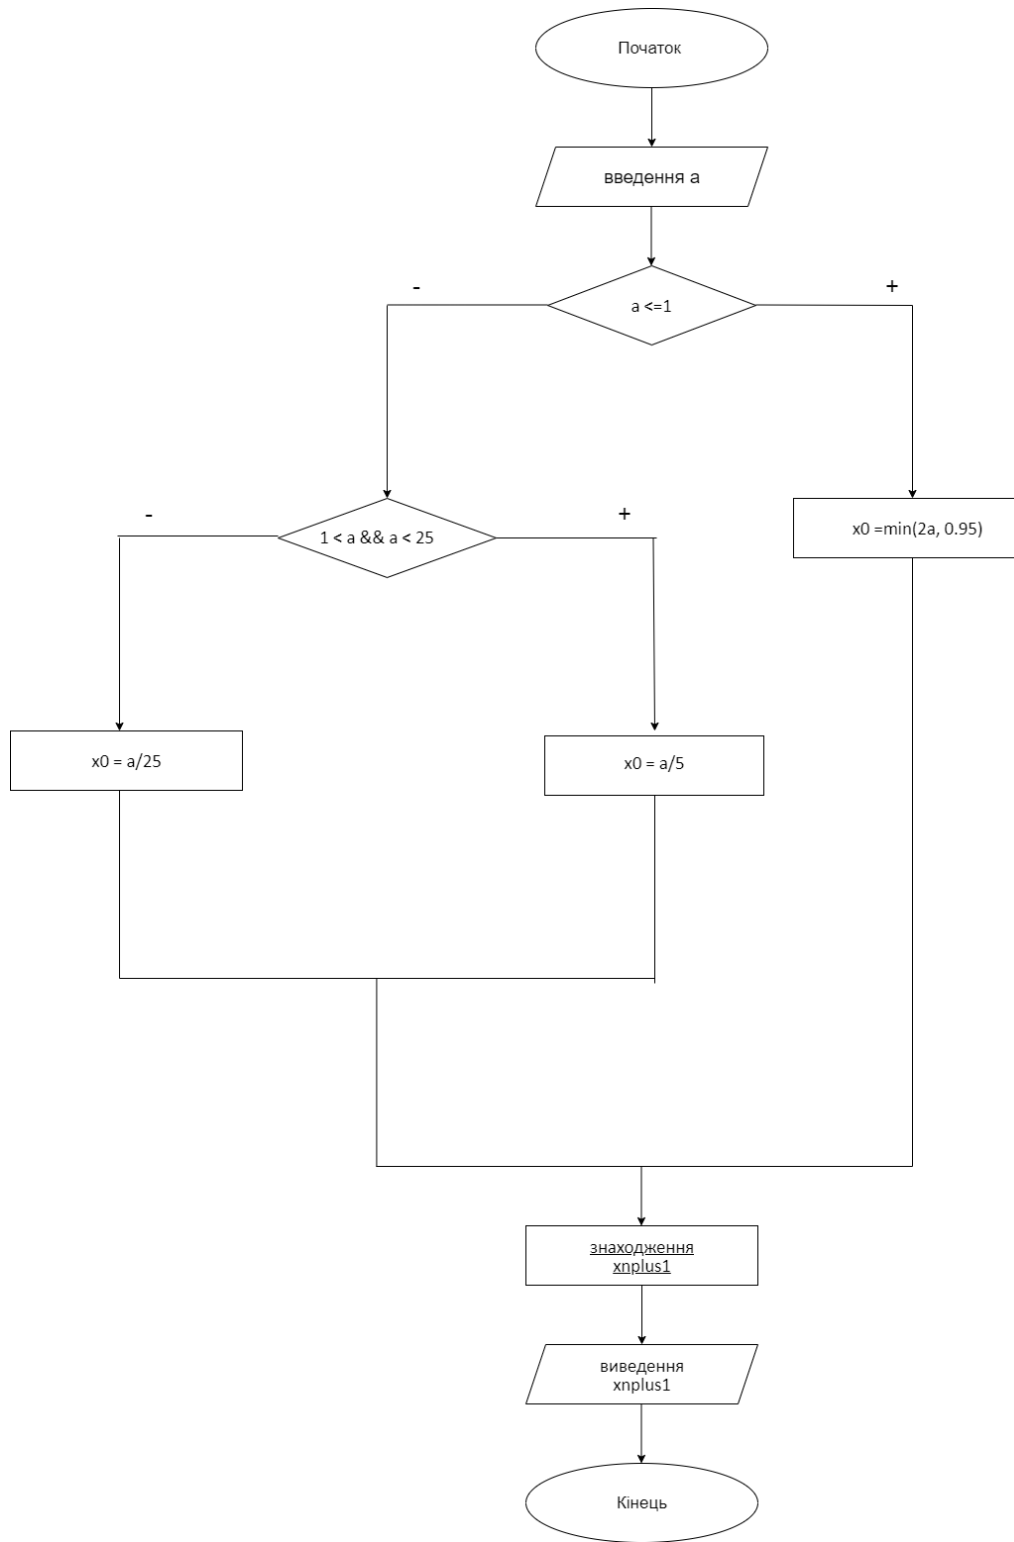 Початок
введення a
a <=1
-
+
1 < a && a < 25
-
+
x0 =min(2a, 0.95)
x0 = a/25
x0 = a/5
знаходження
xnplus1
виведення
xnplus1
Кінець